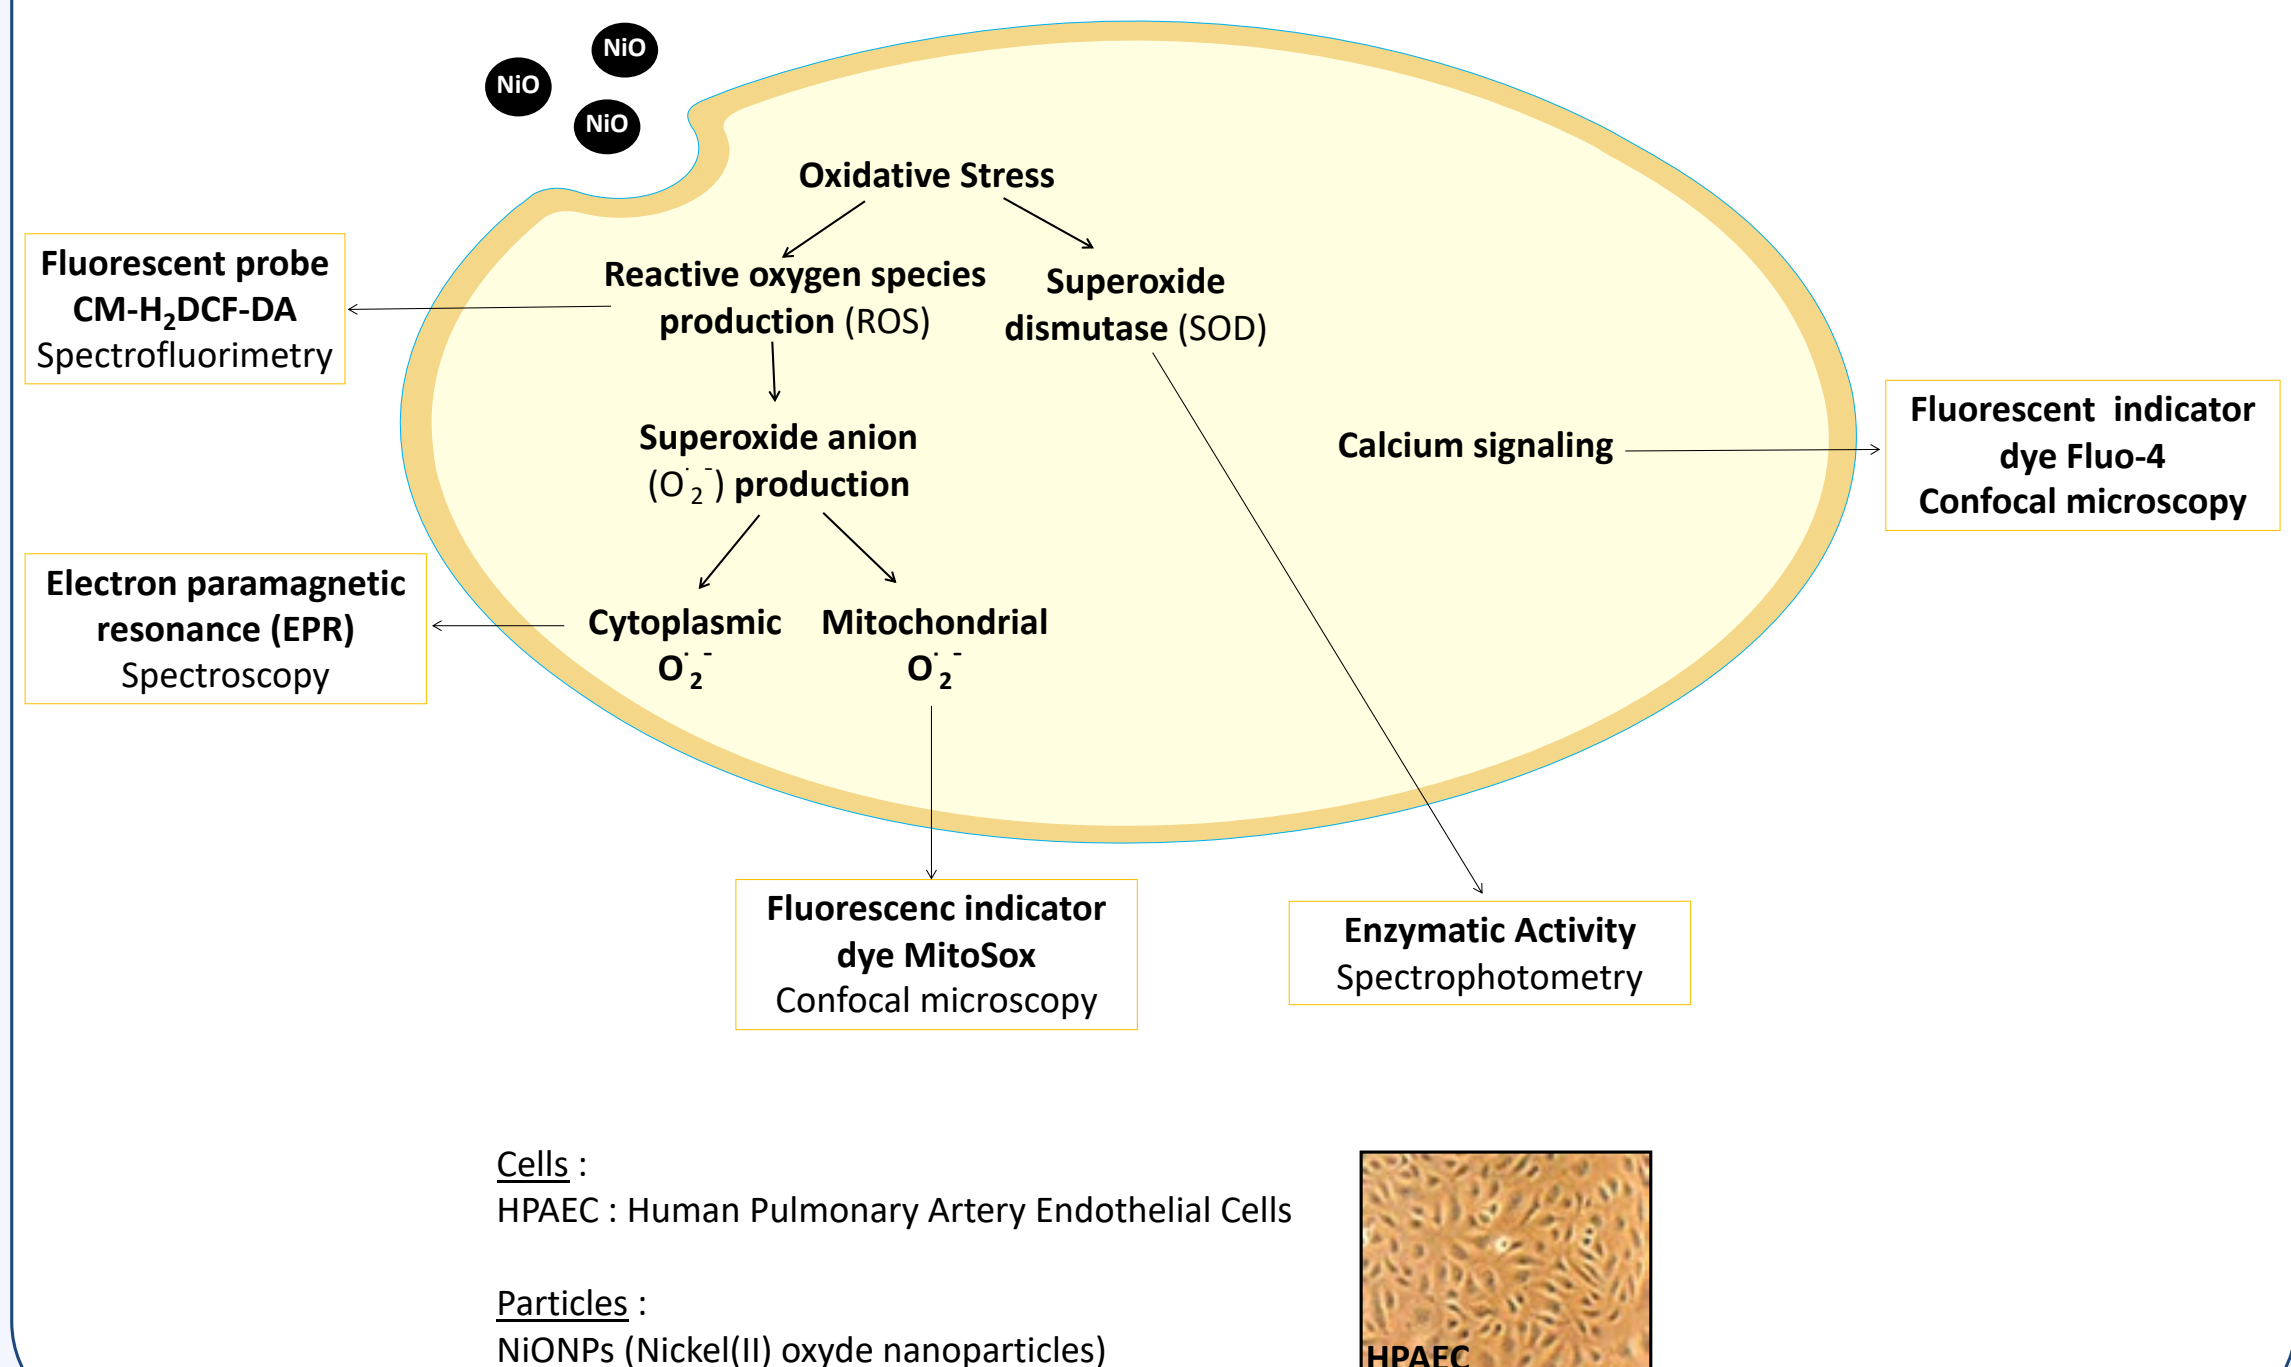 NiO
NiO
NiO
Oxidative Stress
Reactive oxygen species
production (ROS)
Superoxide
dismutase (SOD)
Fluorescent probe
CM-H₂DCF-DA
Spectrofluorimetry
Superoxide anion
(O₂˙⁻) production
Calcium signaling
Fluorescent indicator
dye Fluo-4
Confocal microscopy
Electron paramagnetic
resonance (EPR)
Spectroscopy
Cytoplasmic
O₂˙⁻
Mitochondrial
O₂˙⁻
Fluorescenc indicator
dye MitoSox
Confocal microscopy
Enzymatic Activity
Spectrophotometry
Cells :
HPAEC : Human Pulmonary Artery Endothelial Cells
Particles :
NiONPs (Nickel(II) oxyde nanoparticles)
HPAEC